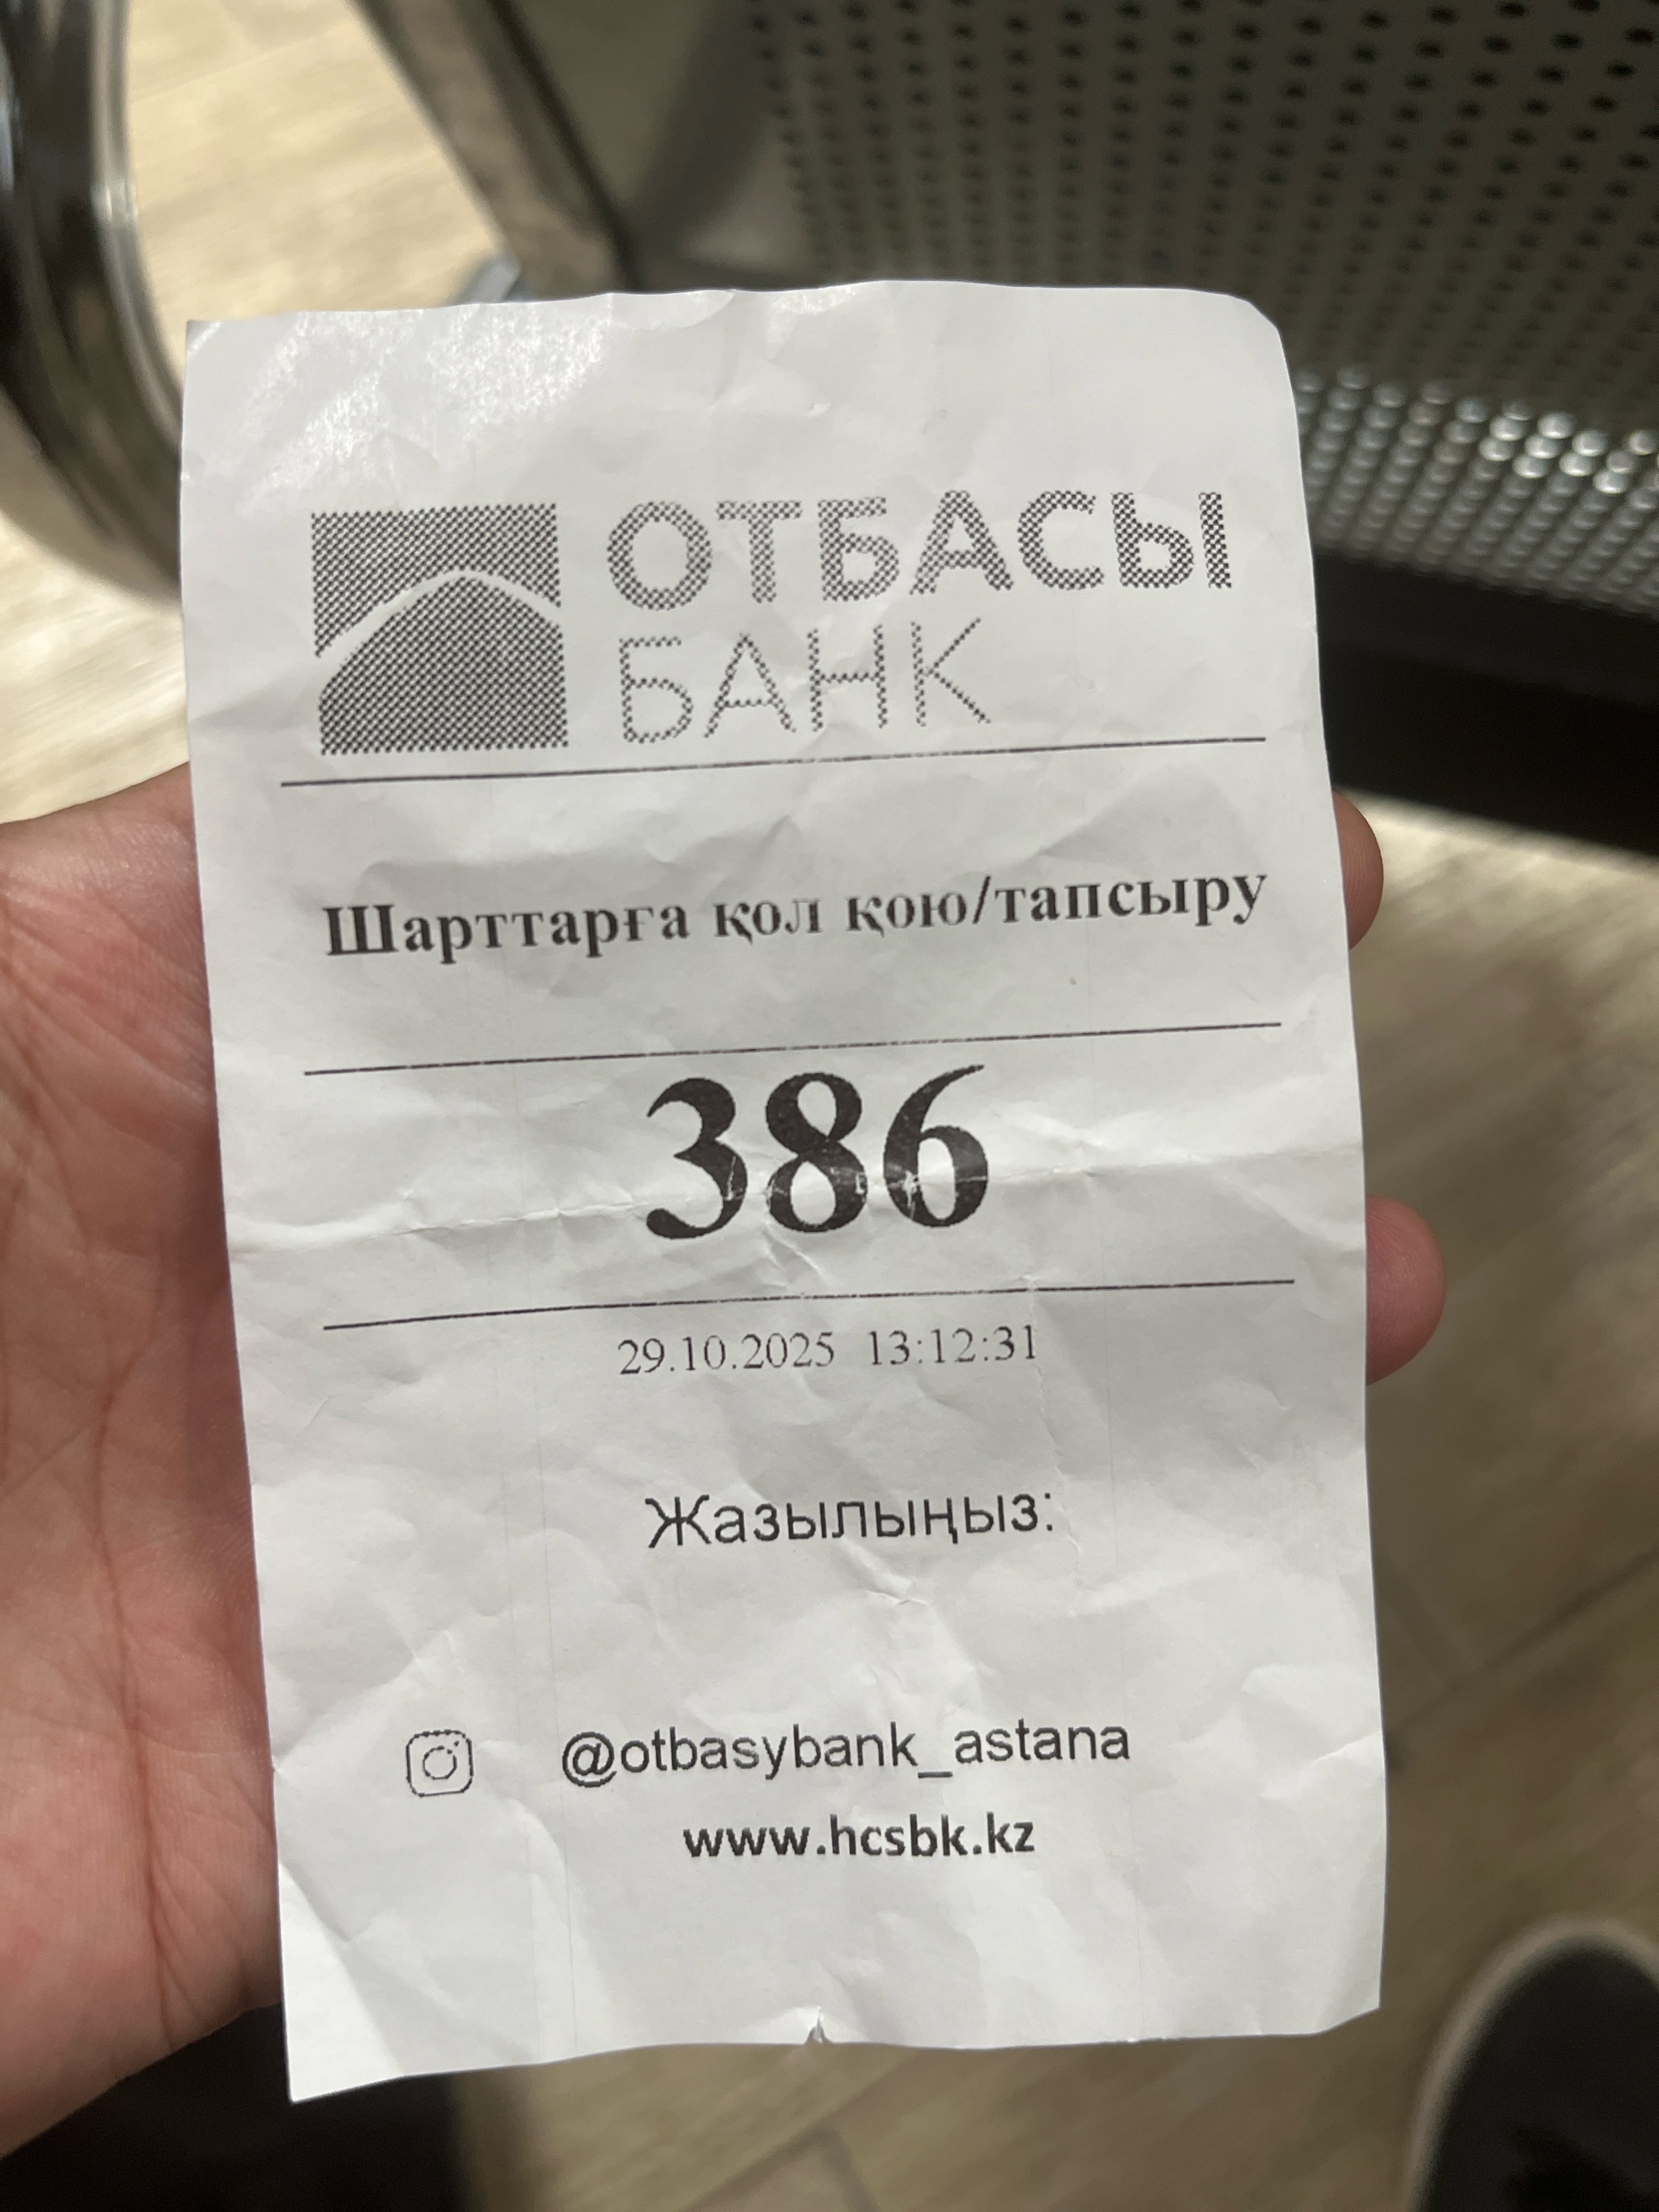 ОТБАСЫ
БАНК
Шарттарға қол қою/тапсыру
386
29.10.2025 13:12:31
Жазылыңыз:
@otbasybank_astana
www.hcsbk.kz